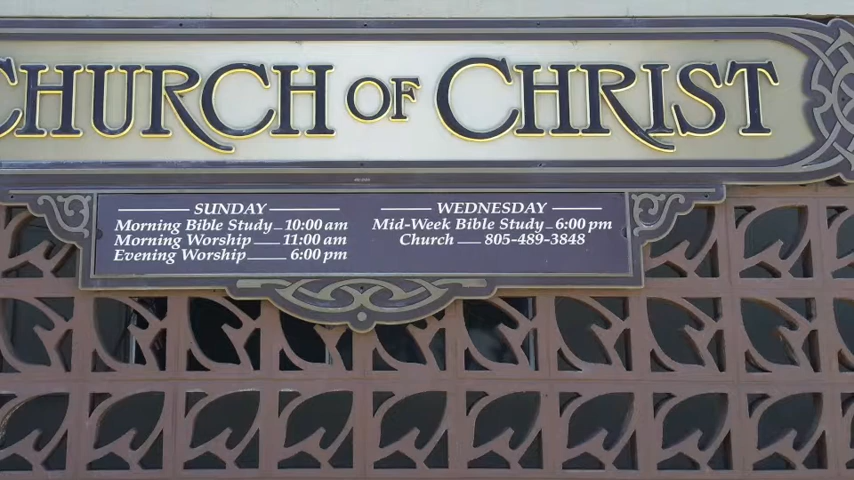 CHURCH OF CHRIST
SUNDAY
Morning Bible Study 10:00 am
Morning Worship 11:00 am
Evening Worship 6:00 pm
WEDNESDAY
Mid-Week Bible Study 6:00 pm
Church 805-489-3848